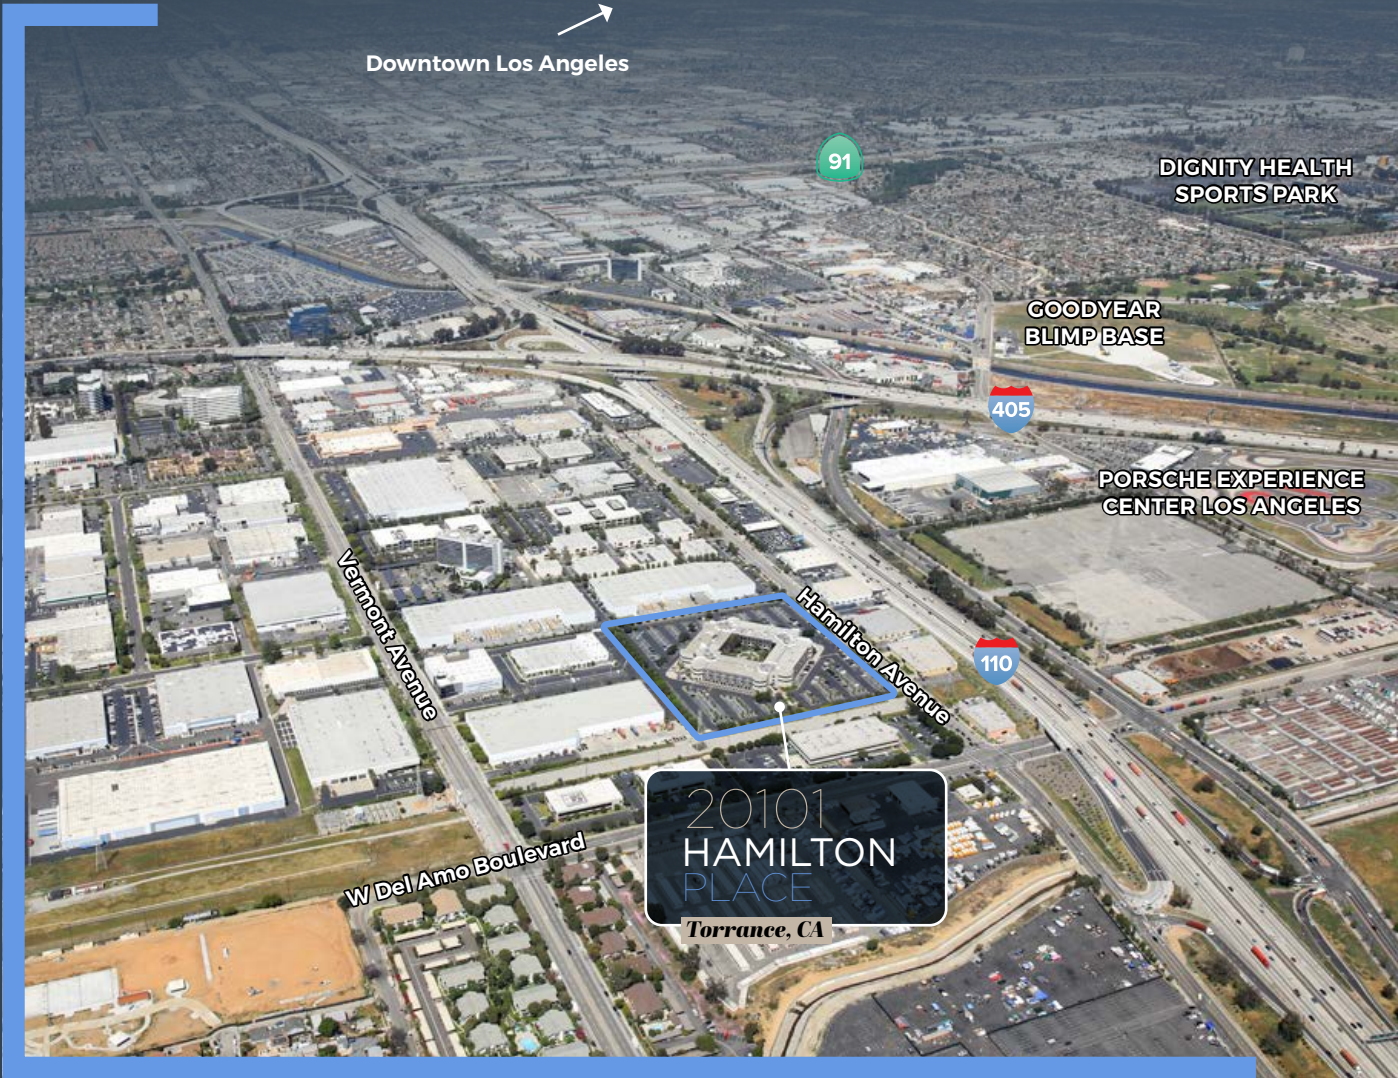 Downtown Los Angeles
91
DIGNITY HEALTH
SPORTS PARK
GOODYEAR
BLIMP BASE
405
PORSCHE EXPERIENCE
CENTER LOS ANGELES
Vermont Avenue
Hamilton Avenue
110
20101
HAMILTON
PLACE
W Del Amo Boulevard
Torrance, CA